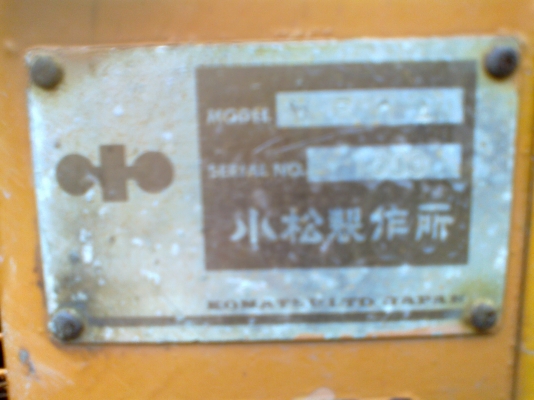 MODEL
SERIAL NO.
小松製作所
KOMATSU LTD JAPAN